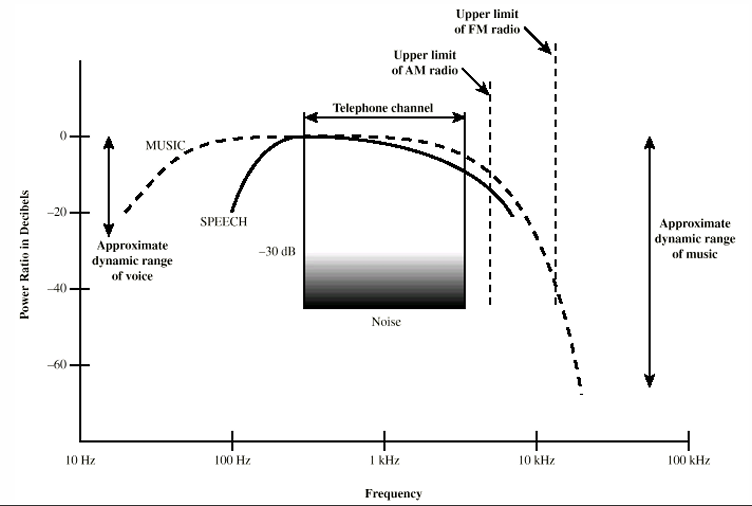 Upper limit
of FM radio
Upper limit
of AM radio
Telephone channel
0
MUSIC
–20
SPEECH
Approximate
dynamic range
of voice
Approximate
dynamic range
of music
–30 dB
–40
Noise
–60
Power Ratio in Decibels
10 Hz
100 Hz
1 kHz
10 kHz
100 kHz
Frequency